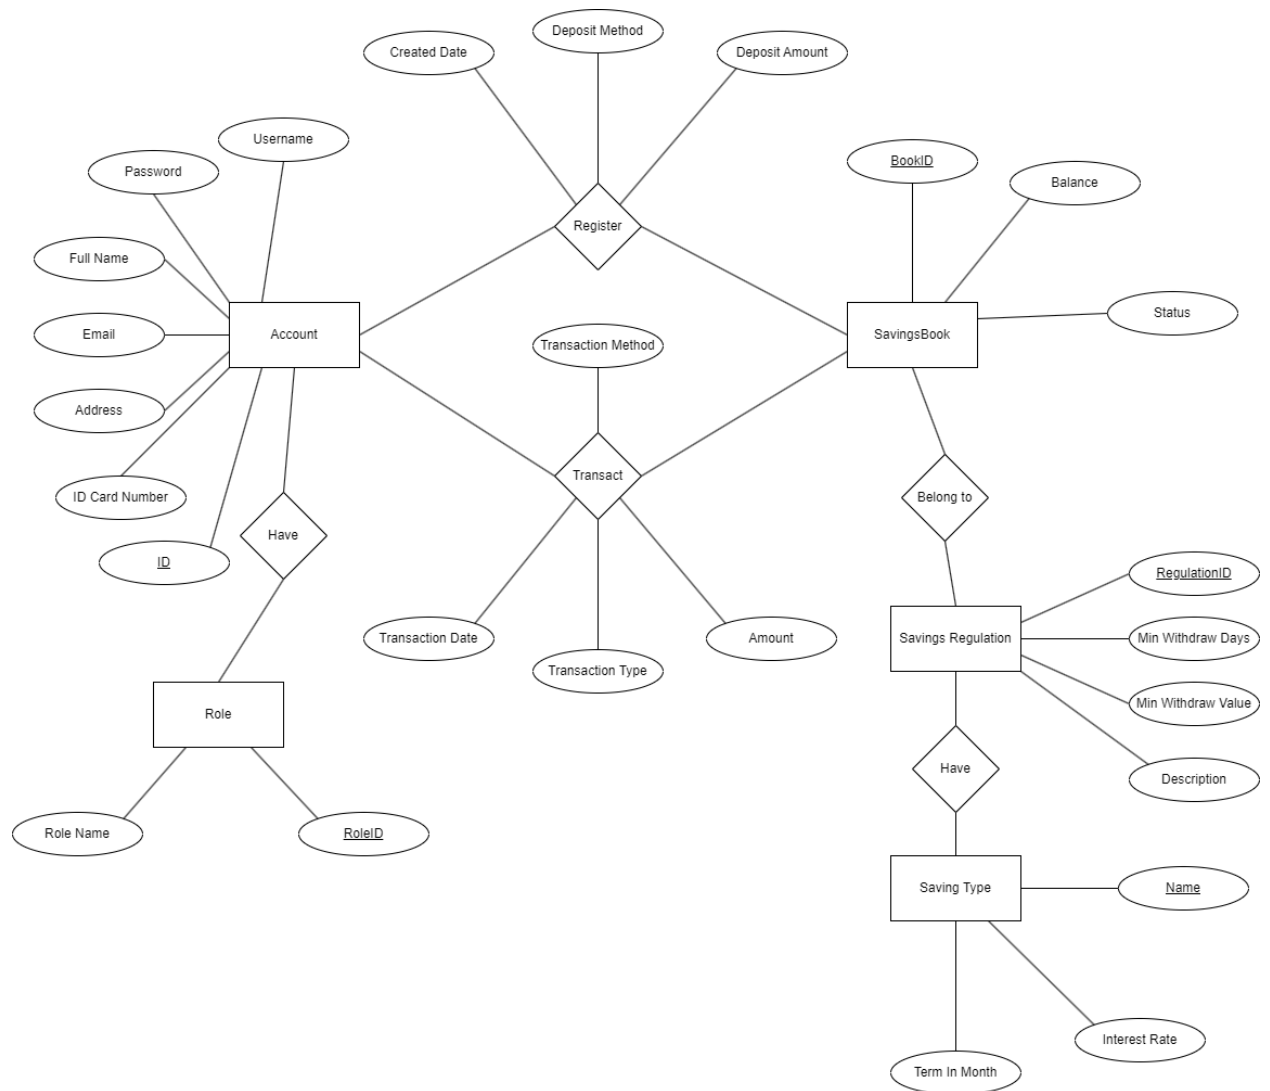 Deposit Method
Created Date
Deposit Amount
Username
Password
BookID
Balance
Register
Full Name
Status
Account
SavingsBook
Email
Transaction Method
Address
Transact
ID Card Number
Belong to
Have
ID
RegulationID
Transaction Date
Amount
Savings Regulation
Min Withdraw Days
Transaction Type
Min Withdraw Value
Role
Have
Description
Role Name
RoleID
Saving Type
Name
Interest Rate
Term In Month